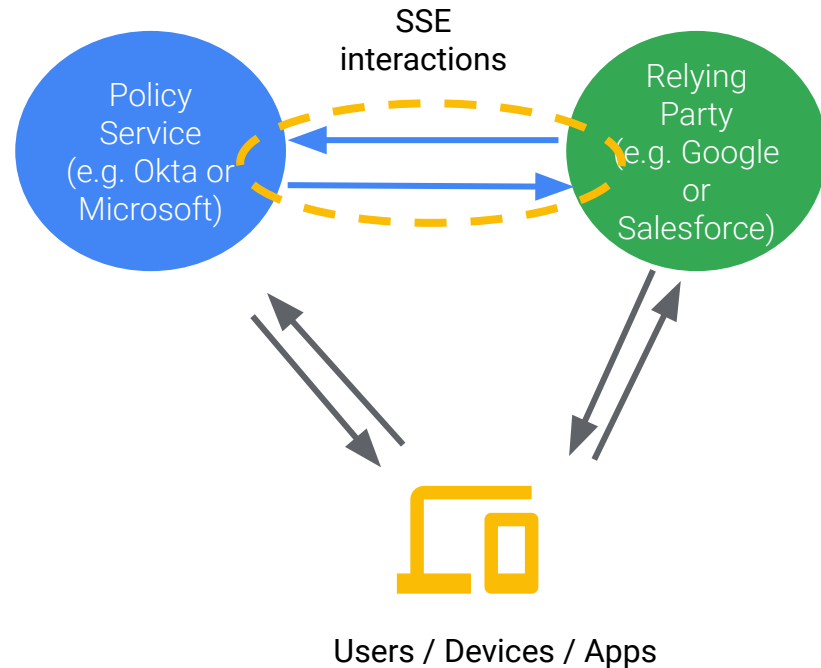 SSE
interactions
Policy
Service
(e.g. Okta or
Microsoft)
Relying
Party
(e.g. Google
or
Salesforce)
Users / Devices / Apps